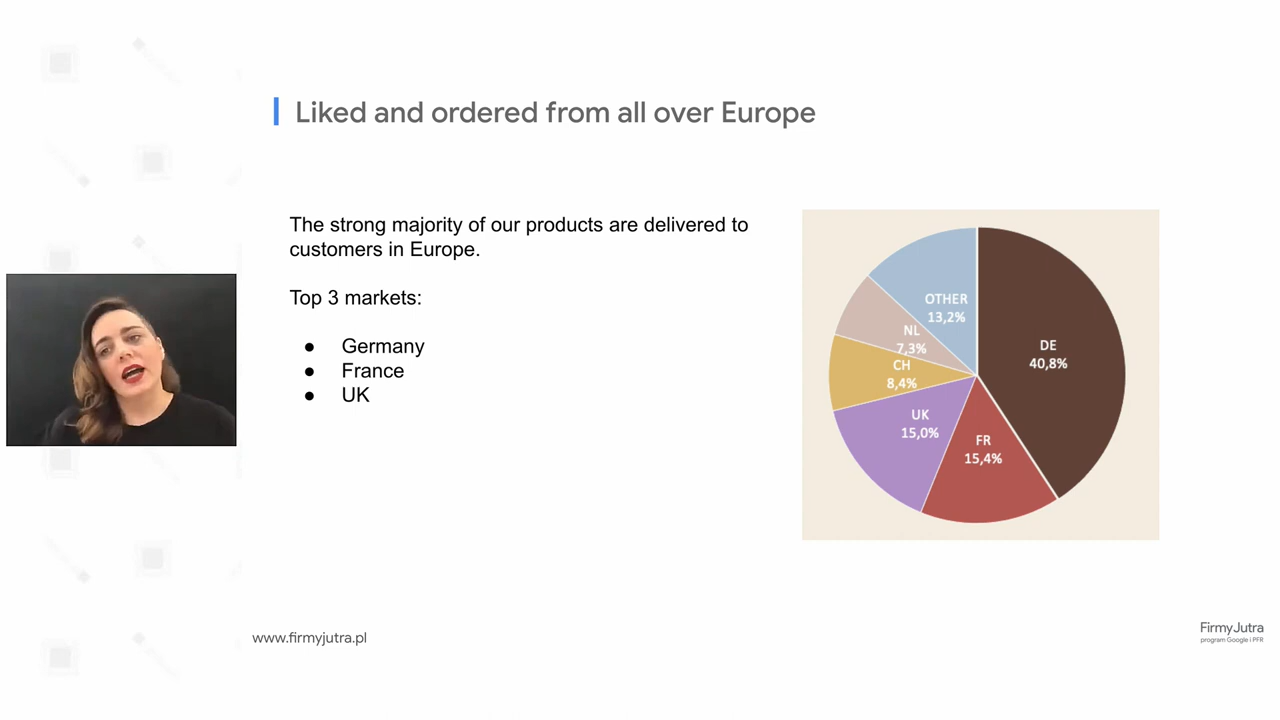 Liked and ordered from all over Europe
The strong majority of our products are delivered to
customers in Europe.
Top 3 markets:
● Germany
● France
● UK
OTHER
13,2%
NL
7,3%
CH
8,4%
UK
15,0%
FR
15,4%
DE
40,8%
www.firmyjutra.pl
FirmyJutra
program Google i PFR